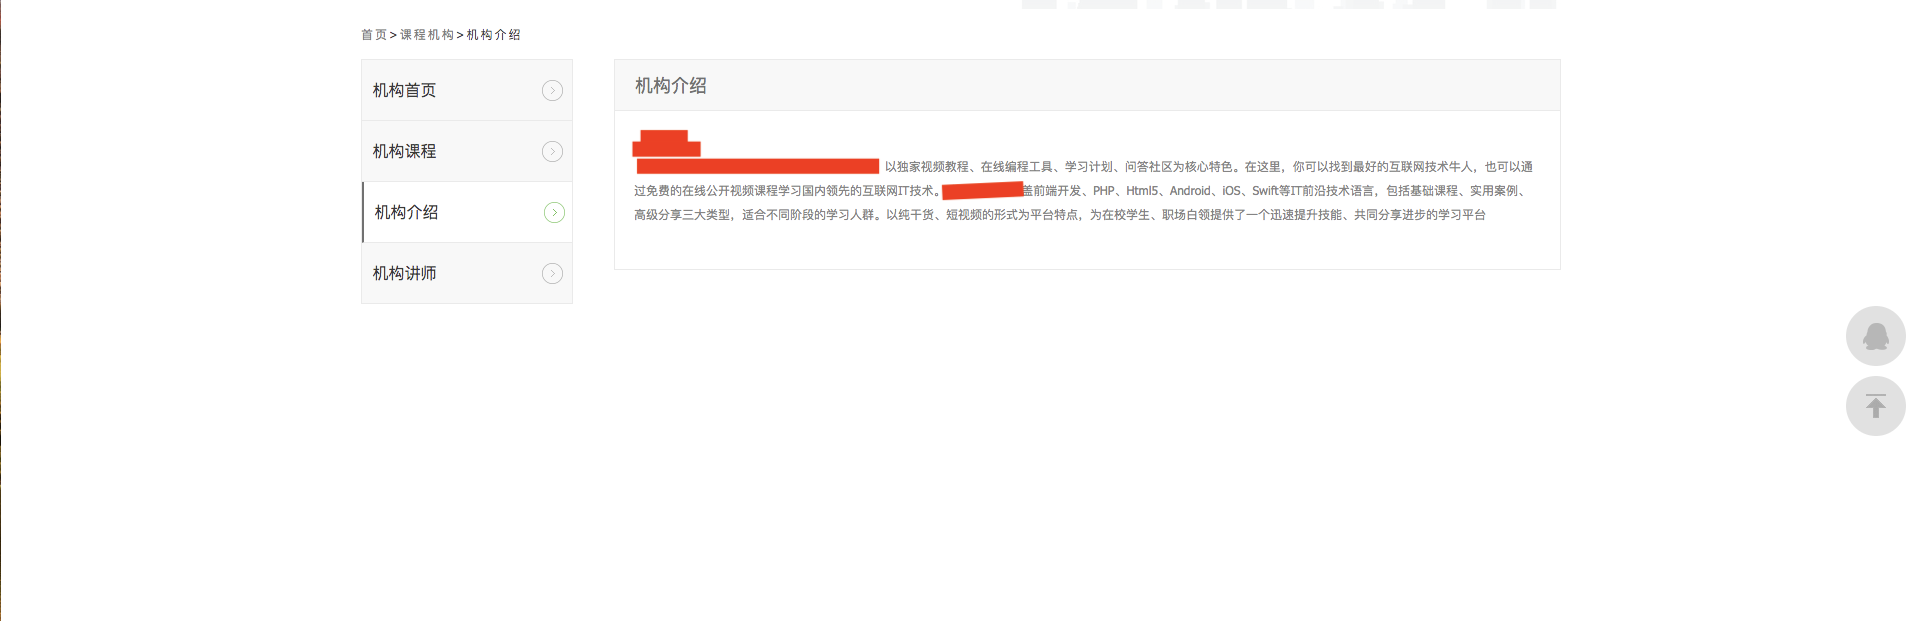 首页>课程机构>机构介绍
机构首页
机构课程
机构介绍
机构讲师
机构介绍
以独家视频教程、在线编程工具、学习计划、问答社区为核心特色。在这里，你可以找到最好的互联网技术牛人，也可以通
过免费的在线公开视频课程学习国内领先的互联网IT技术。盖前端开发、PHP、Html5、Android、iOS、Swift等IT前沿技术语言，包括基础课程、实用案例、
高级分享三大类型，适合不同阶段的学习人群。以纯干货、短视频的形式为平台特点，为在校学生、职场白领提供了一个迅速提升技能、共同分享进步的学习平台